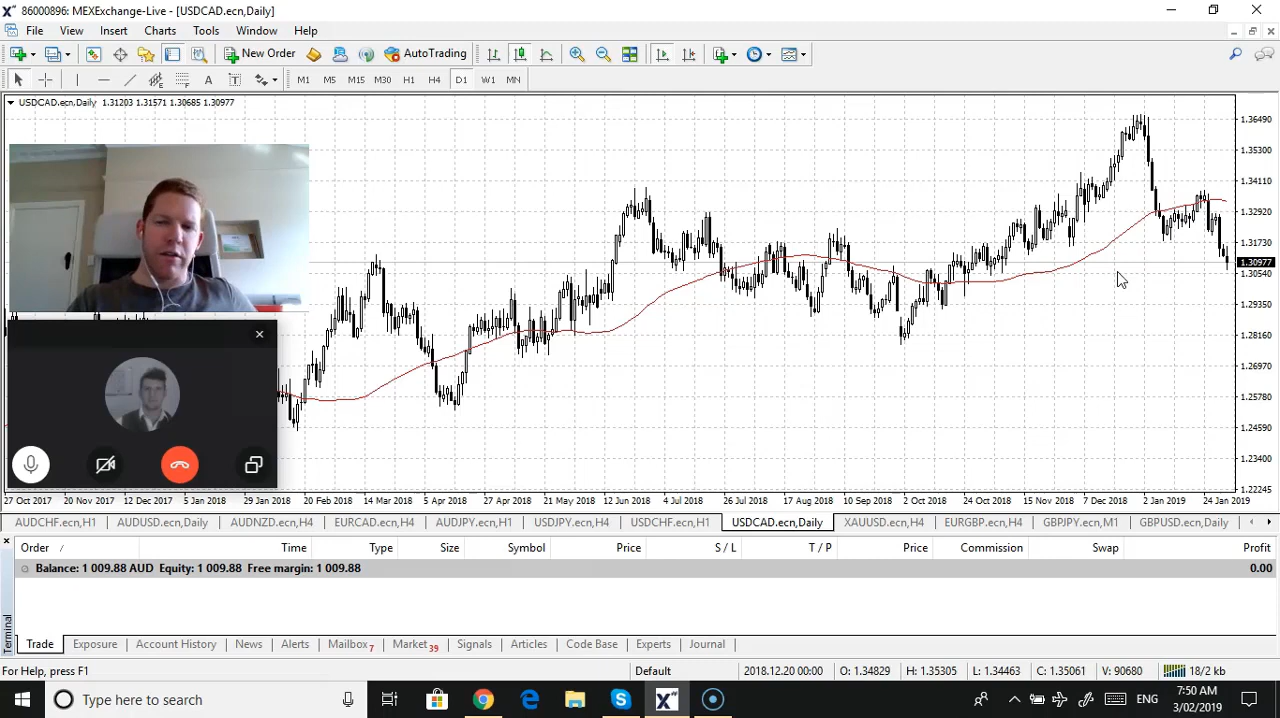 86000896: MEXExchange-Live - [USDCAD.ecn,Daily]
File View Insert Charts Tools Window Help
New Order AutoTrading
A T M1 M5 M15 M30 H1 H4 D1 W1 MN
USDCAD.ecn,Daily 1.31203 1.31571 1.30685 1.30977
1.36490
1.35300
1.34110
1.32920
1.31730
1.30977
1.30540
1.29350
1.28160
1.26970
1.25780
1.24590
1.23400
1.22245
27 Oct 2017 20 Nov 2017 12 Dec 2017 5 Jan 2018 29 Jan 2018 20 Feb 2018 14 Mar 2018 5 Apr 2018 27 Apr 2018 21 May 2018 12 Jun 2018 4 Jul 2018 26 Jul 2018 17 Aug 2018 10 Sep 2018 2 Oct 2018 24 Oct 2018 15 Nov 2018 7 Dec 2018 2 Jan 2019 24 Jan 2019
AUDCHF.ecn,H1 AUDUSD.ecn,Daily AUDNZD.ecn,H4 EURCAD.ecn,H4 AUDJPY.ecn,H1 USDJPY.ecn,H4 USDCHF.ecn,H1 USDCAD.ecn,Daily XAUUSD.ecn,H4 EURGBP.ecn,H4 GBPJPY.ecn,M1 GBPUSD.ecn,Daily
Order / Time Type Size Symbol Price S / L T / P Price Commission Swap Profit
Balance: 1 009.88 AUD Equity: 1 009.88 Free margin: 1 009.88 0.00
Terminal
Trade Exposure Account History News Alerts Mailbox 7 Market 39 Signals Articles Code Base Experts Journal
For Help, press F1 Default 2018.12.20 00:00 O: 1.34829 H: 1.35305 L: 1.34463 C: 1.35061 V: 90680 18/2 kb
Type here to search ENG 7:50 AM
3/02/2019